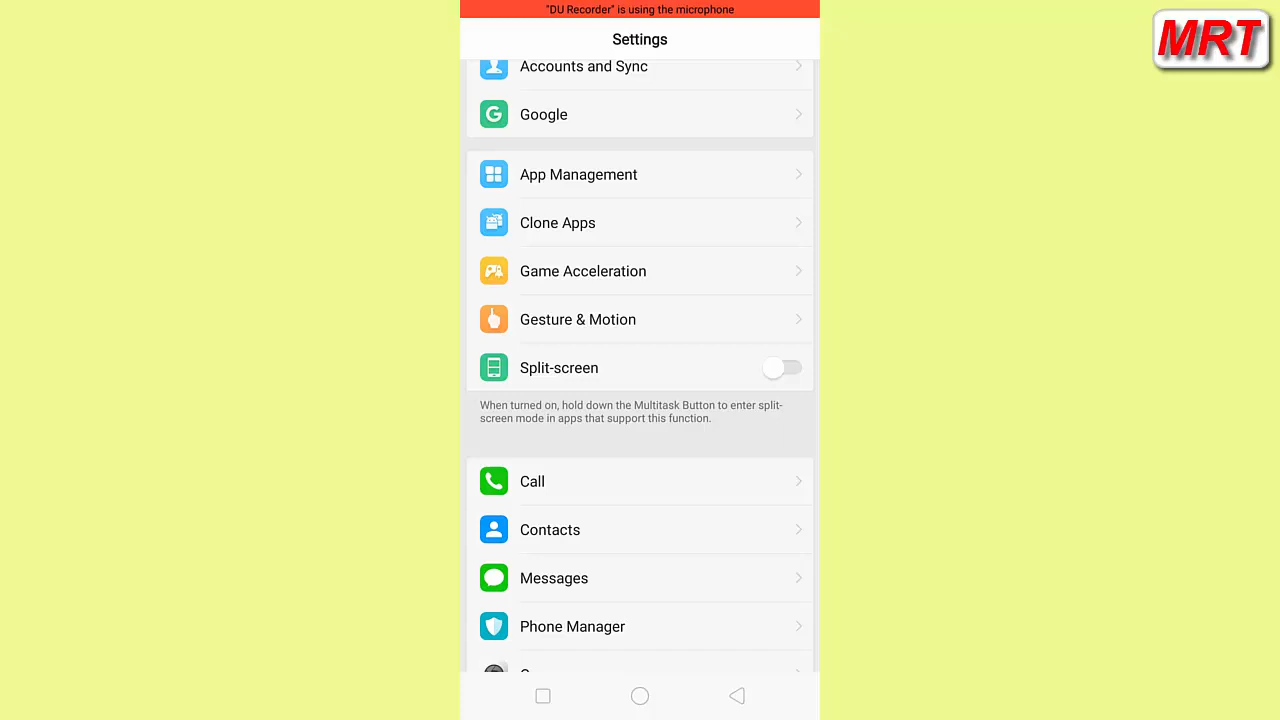 "DU Recorder" is using the microphone
MRT
Settings
Accounts and Sync
Google
App Management
Clone Apps
Game Acceleration
Gesture & Motion
Split-screen
When turned on, hold down the Multitask Button to enter split-
screen mode in apps that support this function.
Call
Contacts
Messages
Phone Manager